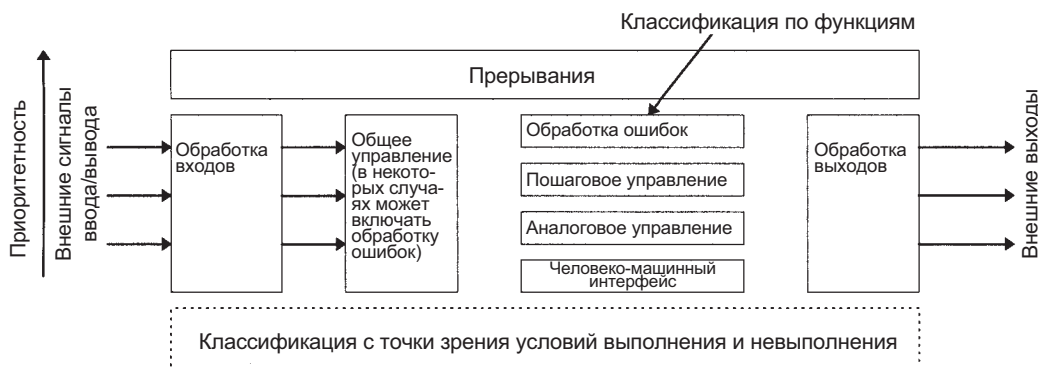 Классификация по функциям
Прерывания
Приоритетность
Внешние сигналы
ввода/вывода
Обработка
входов
Общее
управление
(в некото-
рых случа-
ях может
включать
обработку
ошибок)
Обработка ошибок
Пошаговое управление
Аналоговое управление
Человеко-машинный
интерфейс
Обработка
выходов
Внешние выходы
Классификация с точки зрения условий выполнения и невыполнения